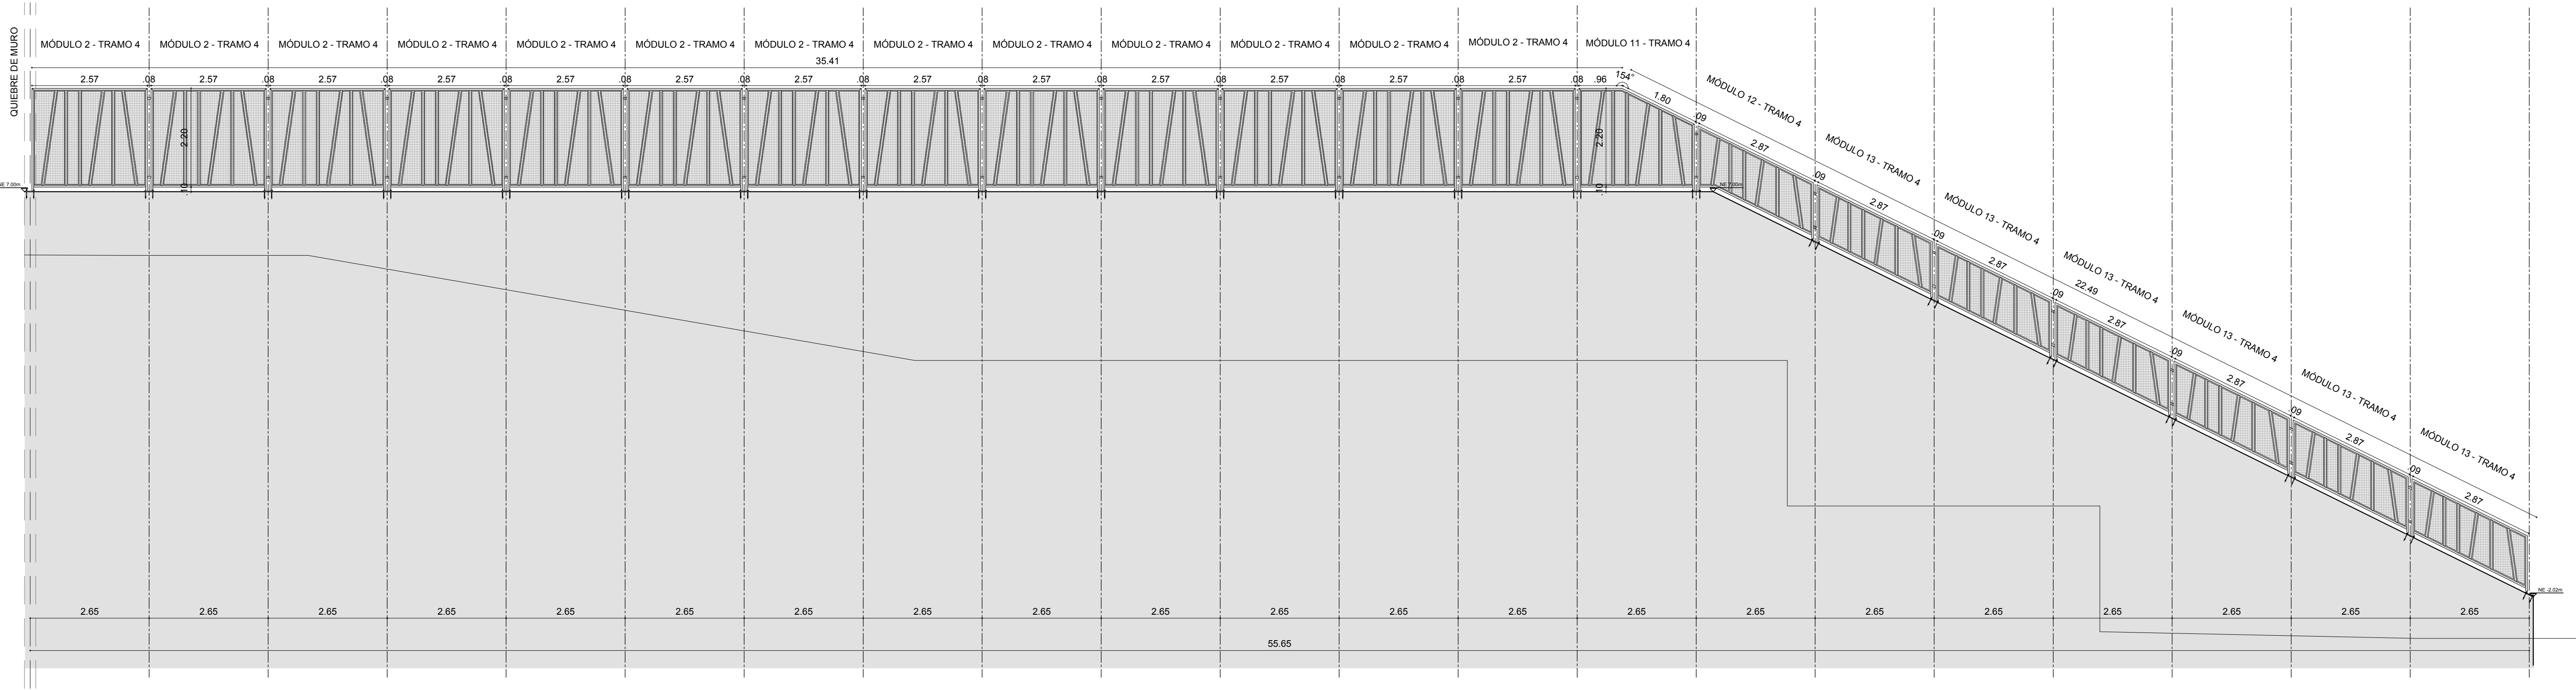 QUIEBRE DE MURO
MÓDULO 2 - TRAMO 4 MÓDULO 2 - TRAMO 4 MÓDULO 2 - TRAMO 4 MÓDULO 2 - TRAMO 4 MÓDULO 2 - TRAMO 4 MÓDULO 2 - TRAMO 4 MÓDULO 2 - TRAMO 4 MÓDULO 2 - TRAMO 4 MÓDULO 2 - TRAMO 4 MÓDULO 2 - TRAMO 4 MÓDULO 2 - TRAMO 4 MÓDULO 2 - TRAMO 4 MÓDULO 2 - TRAMO 4 MÓDULO 11 - TRAMO 4
35.41
2.57 .08 2.57 .08 2.57 .08 2.57 .08 2.57 .08 2.57 .08 2.57 .08 2.57 .08 2.57 .08 2.57 .08 2.57 .08 2.57 .08 2.57 .08 .96 154°
MÓDULO 12 - TRAMO 4
MÓDULO 13 - TRAMO 4
MÓDULO 13 - TRAMO 4
MÓDULO 13 - TRAMO 4
MÓDULO 13 - TRAMO 4
MÓDULO 13 - TRAMO 4
MÓDULO 13 - TRAMO 4
22.49
1.80 .09 2.87 .09 2.87 .09 2.87 .09 2.87 .09 2.87 .09 2.87 .09 2.87
2.20
.10
2.20
.10
NE 7.00m
NE 7.00m
NE -2.02m
2.65 2.65 2.65 2.65 2.65 2.65 2.65 2.65 2.65 2.65 2.65 2.65 2.65 2.65 2.65 2.65 2.65 2.65 2.65 2.65 2.65
55.65